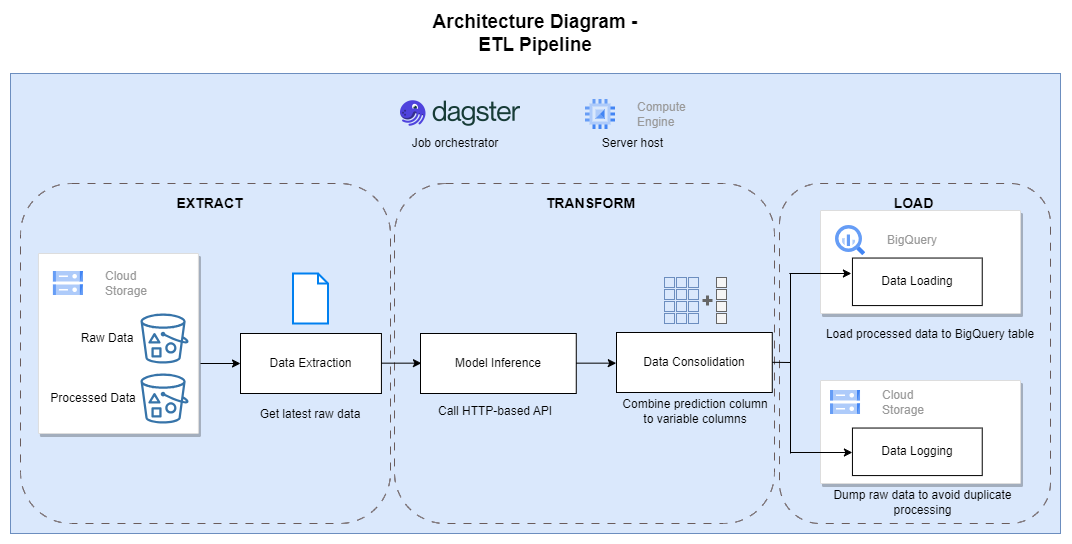 Architecture Diagram -
ETL Pipeline
dagster
Job orchestrator
Compute
Engine
Server host
EXTRACT
TRANSFORM
LOAD
Cloud
Storage
Raw Data
Processed Data
Data Extraction
Get latest raw data
Model Inference
Call HTTP-based API
Data Consolidation
Combine prediction column
to variable columns
BigQuery
Data Loading
Load processed data to BigQuery table
Cloud
Storage
Data Logging
Dump raw data to avoid duplicate
processing